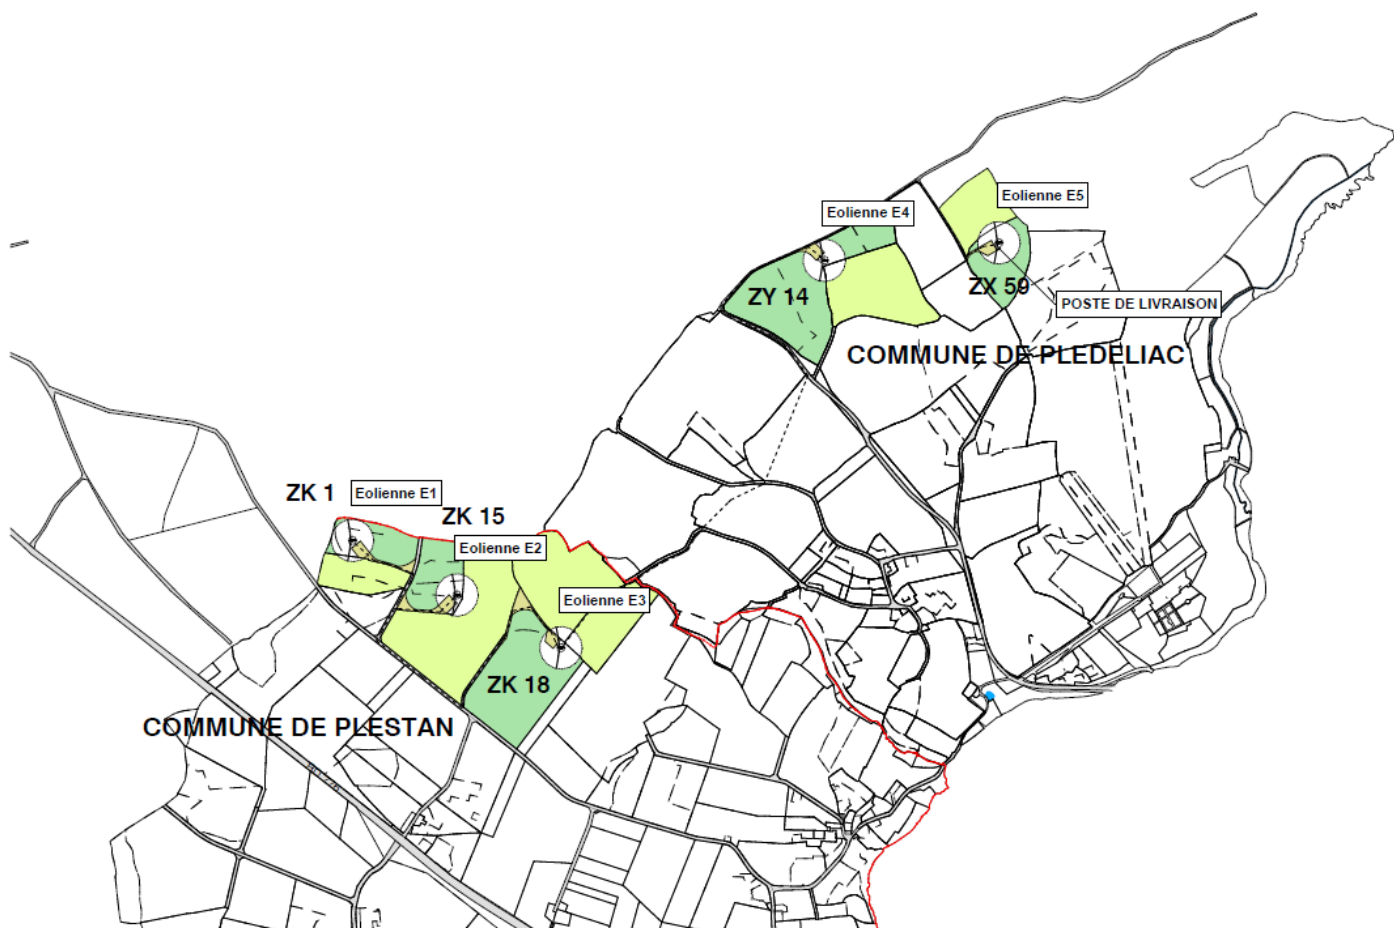 Eolienne E5
Eolienne E4
ZX 59
ZY 14
POSTE DE LIVRAISON
COMMUNE DE PLEDELIAC
ZK 1
Eolienne E1
ZK 15
Eolienne E2
Eolienne E3
ZK 18
COMMUNE DE PLESTAN